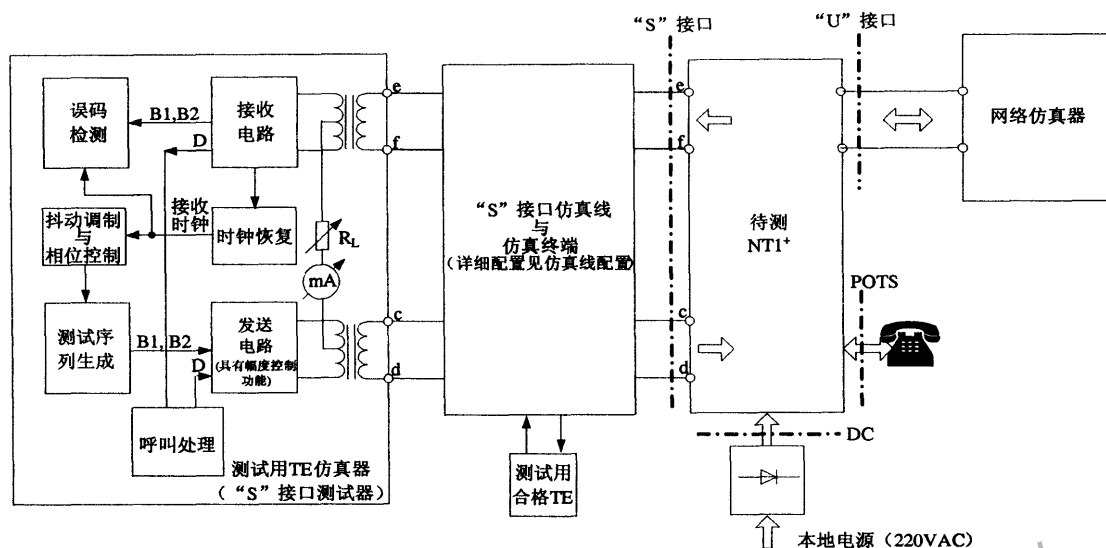 “S”接口
“U”接口
误码
检测
B1,B2
接收
电路
D
e
f
e
f
网络仿真器
接收
时钟
抖动调制
与
相位控制
时钟恢复
RL
mA
“S”接口仿真线
与
仿真终端
(详细配置见仿真线配置)
待测
NT1+
POTS
测试序
列生成
B1, B2
D
发送
电路
(具有幅度控制
功能)
c
d
c
d
呼叫处理
测试用TE仿真器
(“S”接口测试器)
测试用
合格TE
DC
本地电源（220VAC）